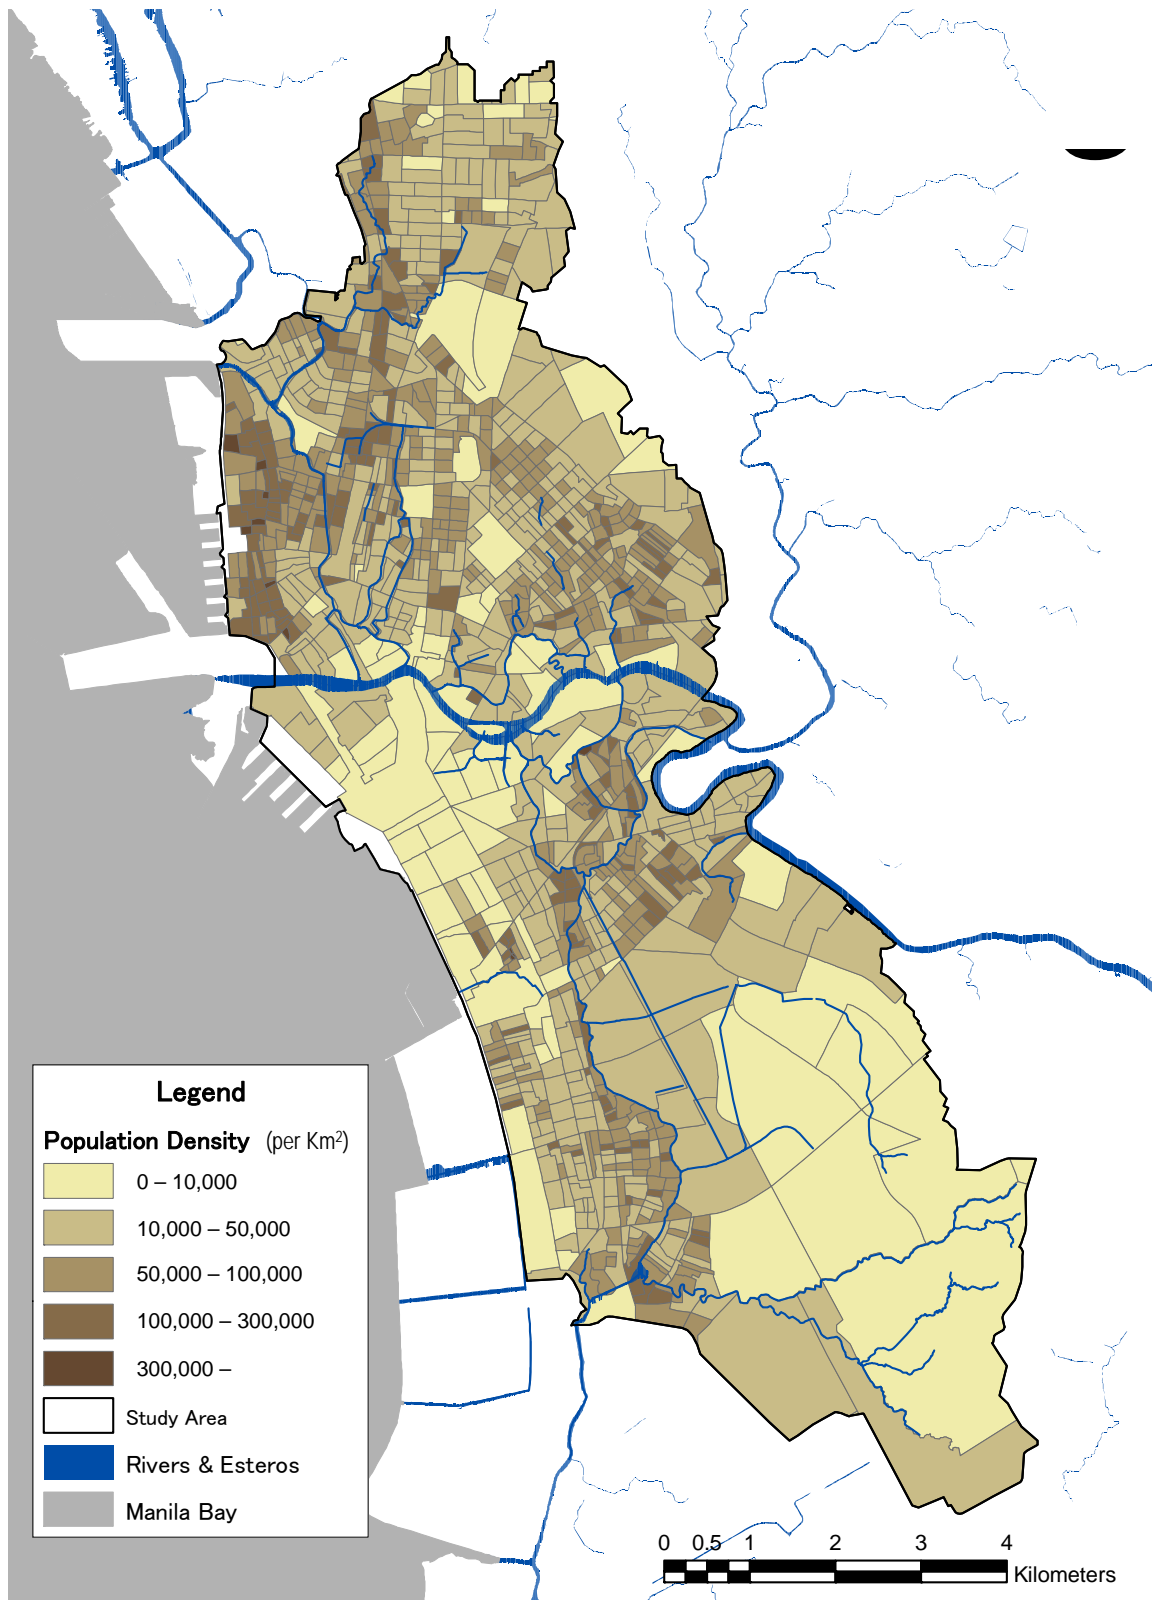 Legend
Population Density (per Km²)
0 – 10,000
10,000 – 50,000
50,000 – 100,000
100,000 – 300,000
300,000 –
Study Area
Rivers & Esteros
Manila Bay
0 0.5 1 2 3 4
Kilometers